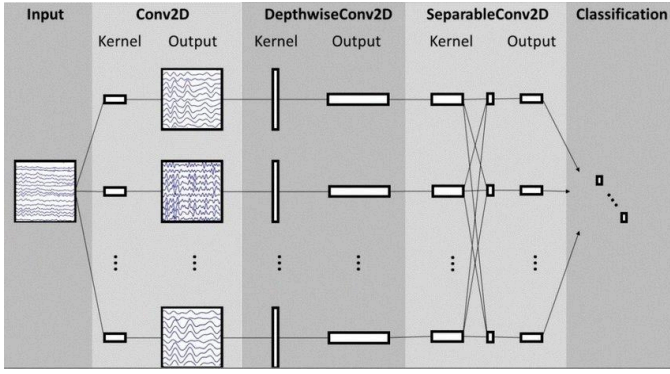 Input Conv2D DepthwiseConv2D SeparableConv2D Classification
Kernel Output Kernel Output Kernel Output